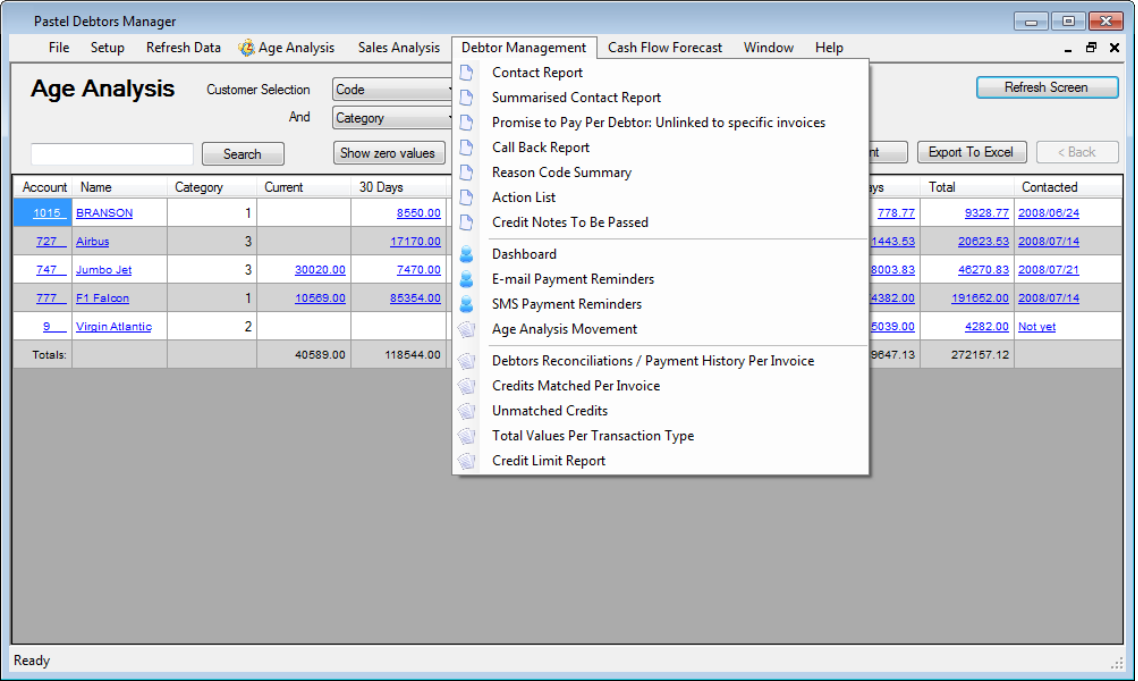 Pastel Debtors Manager
File Setup Refresh Data Age Analysis Sales Analysis Debtor Management Cash Flow Forecast Window Help
Age Analysis Customer Selection Code Refresh Screen
And Category
Search Show zero values Export To Excel < Back
Account Name Category Current 30 Days Total Contacted
1015 BRANSON 1 8550.00 778.77 9328.77 2008/06/24
727 Airbus 3 17170.00 1443.53 20623.53 2008/07/14
747 Jumbo Jet 3 30020.00 7470.00 8003.83 46270.83 2008/07/21
777 F1 Falcon 1 10569.00 85354.00 4382.00 191652.00 2008/07/14
9 Virgin Atlantic 2 5039.00 4282.00 Not yet
Totals: 40589.00 118544.00 9647.13 272157.12
Contact Report
Summarised Contact Report
Promise to Pay Per Debtor: Unlinked to specific invoices
Call Back Report
Reason Code Summary
Action List
Credit Notes To Be Passed
Dashboard
E-mail Payment Reminders
SMS Payment Reminders
Age Analysis Movement
Debtors Reconciliations / Payment History Per Invoice
Credits Matched Per Invoice
Unmatched Credits
Total Values Per Transaction Type
Credit Limit Report
Ready